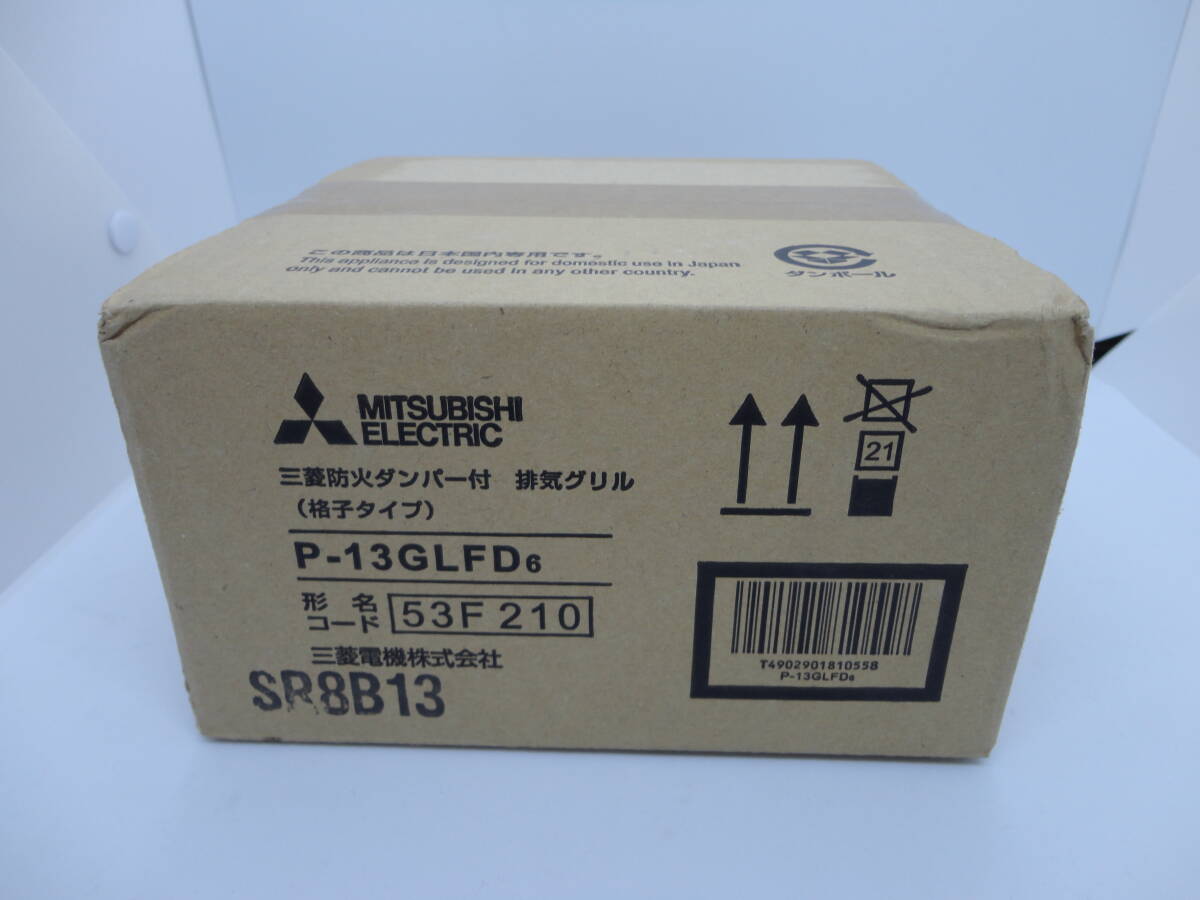 この商品は日本国内専用です。
This appliance is designed for domestic use in Japan
only and cannot be used in any other country.
ダンボール
MITSUBISHI
ELECTRIC
三菱防火ダンパー付 排気グリル
(格子タイプ)
P-13GLFD6
形名
コード
53F 210
三菱電機株式会社
SR8B13
21
T4902901810558
P-13GLFD6